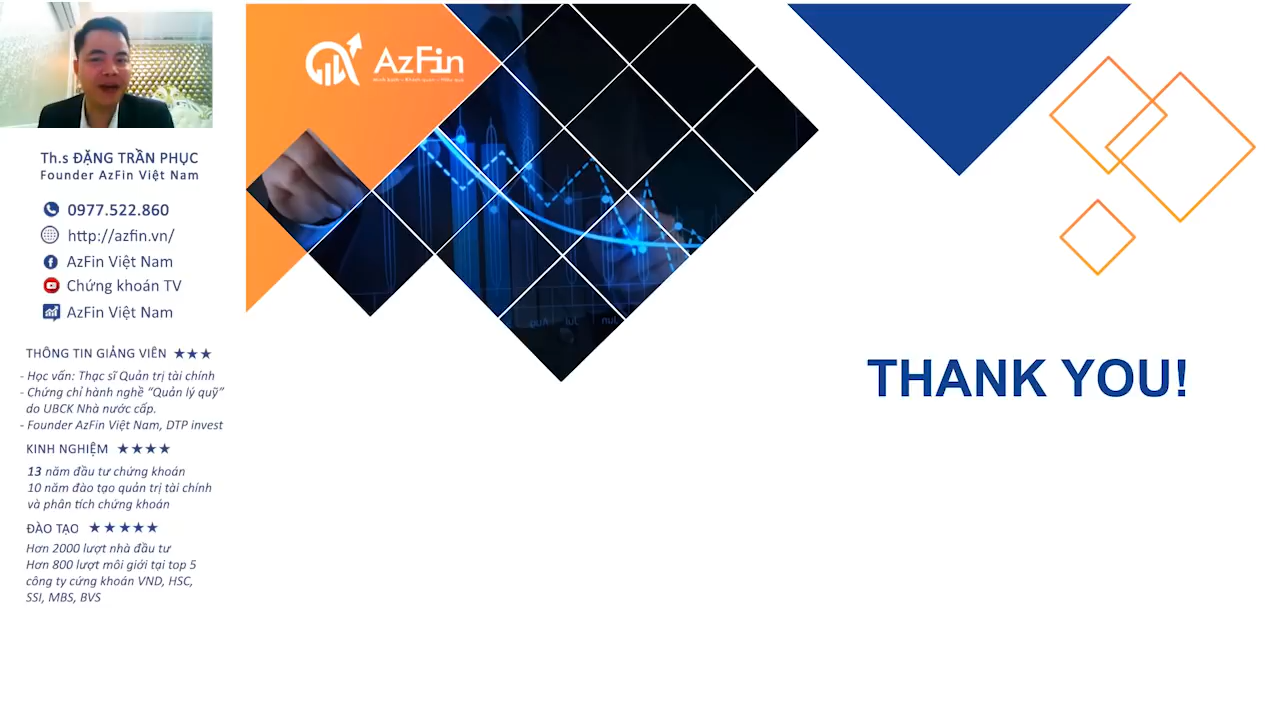 Th.s ĐẶNG TRẦN PHỤC
Founder AzFin Việt Nam
0977.522.860
http://azfin.vn/
AzFin Việt Nam
Chứng khoán TV
AzFin Việt Nam
THÔNG TIN GIẢNG VIÊN ★★★
- Học vấn: Thạc sĩ Quản trị tài chính
- Chứng chỉ hành nghề “Quản lý quỹ”
do UBCK Nhà nước cấp.
- Founder AzFin Việt Nam, DTP invest
KINH NGHIỆM ★★★★
13 năm đầu tư chứng khoán
10 năm đào tạo quản trị tài chính
và phân tích chứng khoán
ĐÀO TẠO ★★★★★
Hơn 2000 lượt nhà đầu tư
Hơn 800 lượt môi giới tại top 5
công ty cứng khoán VND, HSC,
SSI, MBS, BVS
AzFin
THANK YOU!